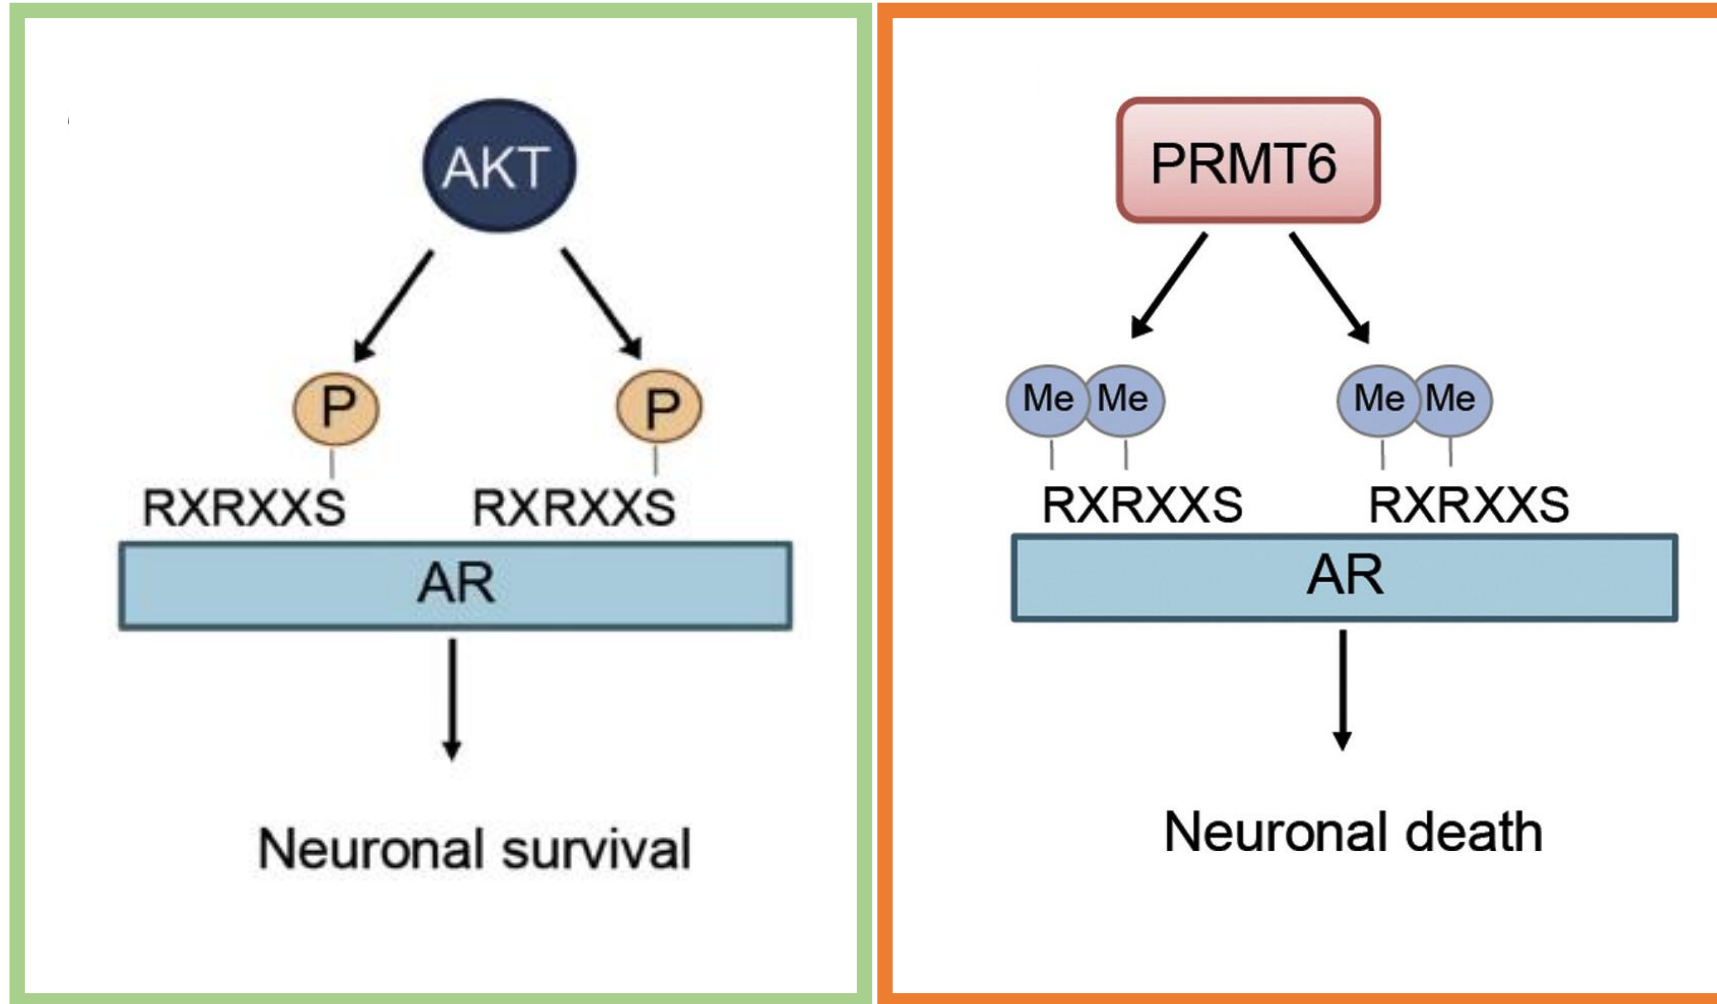 AKT
P P
RXRXXS RXRXXS
AR
Neuronal survival
PRMT6
Me Me Me Me
RXRXXS RXRXXS
AR
Neuronal death